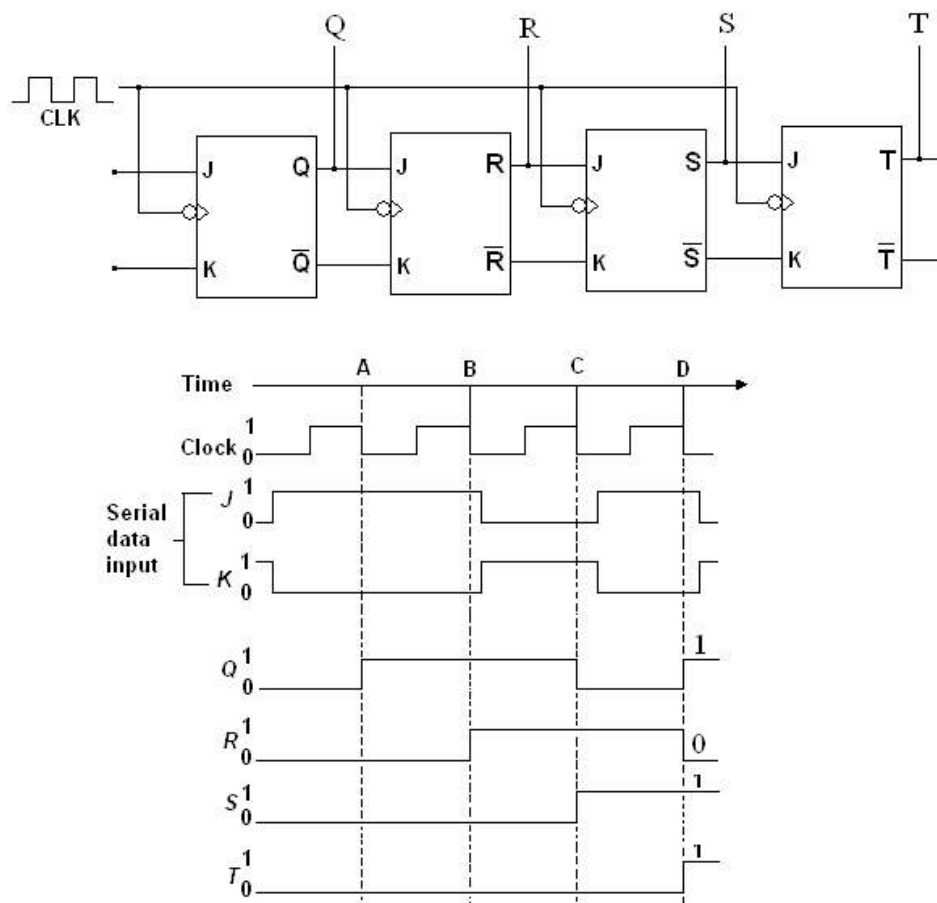 Q R S T
CLK
J Q J R J S J T
K Q̅ K R̅ K S̅ K T̅
A B C D
Time
1
Clock
0
Serial
data
input
J 1
0
K 1
0
Q 1
0
1
R 1
0
0
S 1
0
1
T 1
0
1